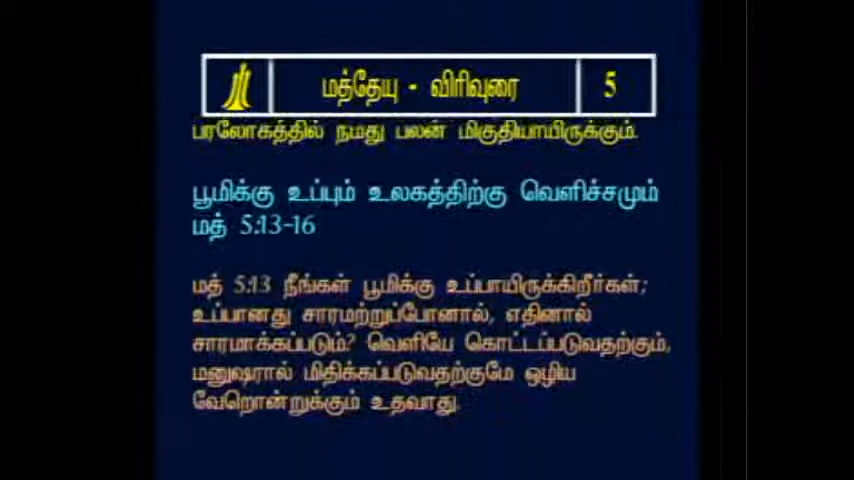 மத்தேயு - விரிவுரை 5
பரலோகத்தில் நமது பலன் மிகுதியாயிருக்கும்.
பூமிக்கு உப்பும் உலகத்திற்கு வெளிச்சமும்
மத் 5:13-16
மத் 5:13 நீங்கள் பூமிக்கு உப்பாயிருக்கிறீர்கள்;
உப்பானது சாரமற்றுப்போனால், எதினால்
சாரமாக்கப்படும்? வெளியே கொட்டப்படுவதற்கும்,
மனுஷரால் மிதிக்கப்படுவதற்குமே ஒழிய
வேறொன்றுக்கும் உதவாது.